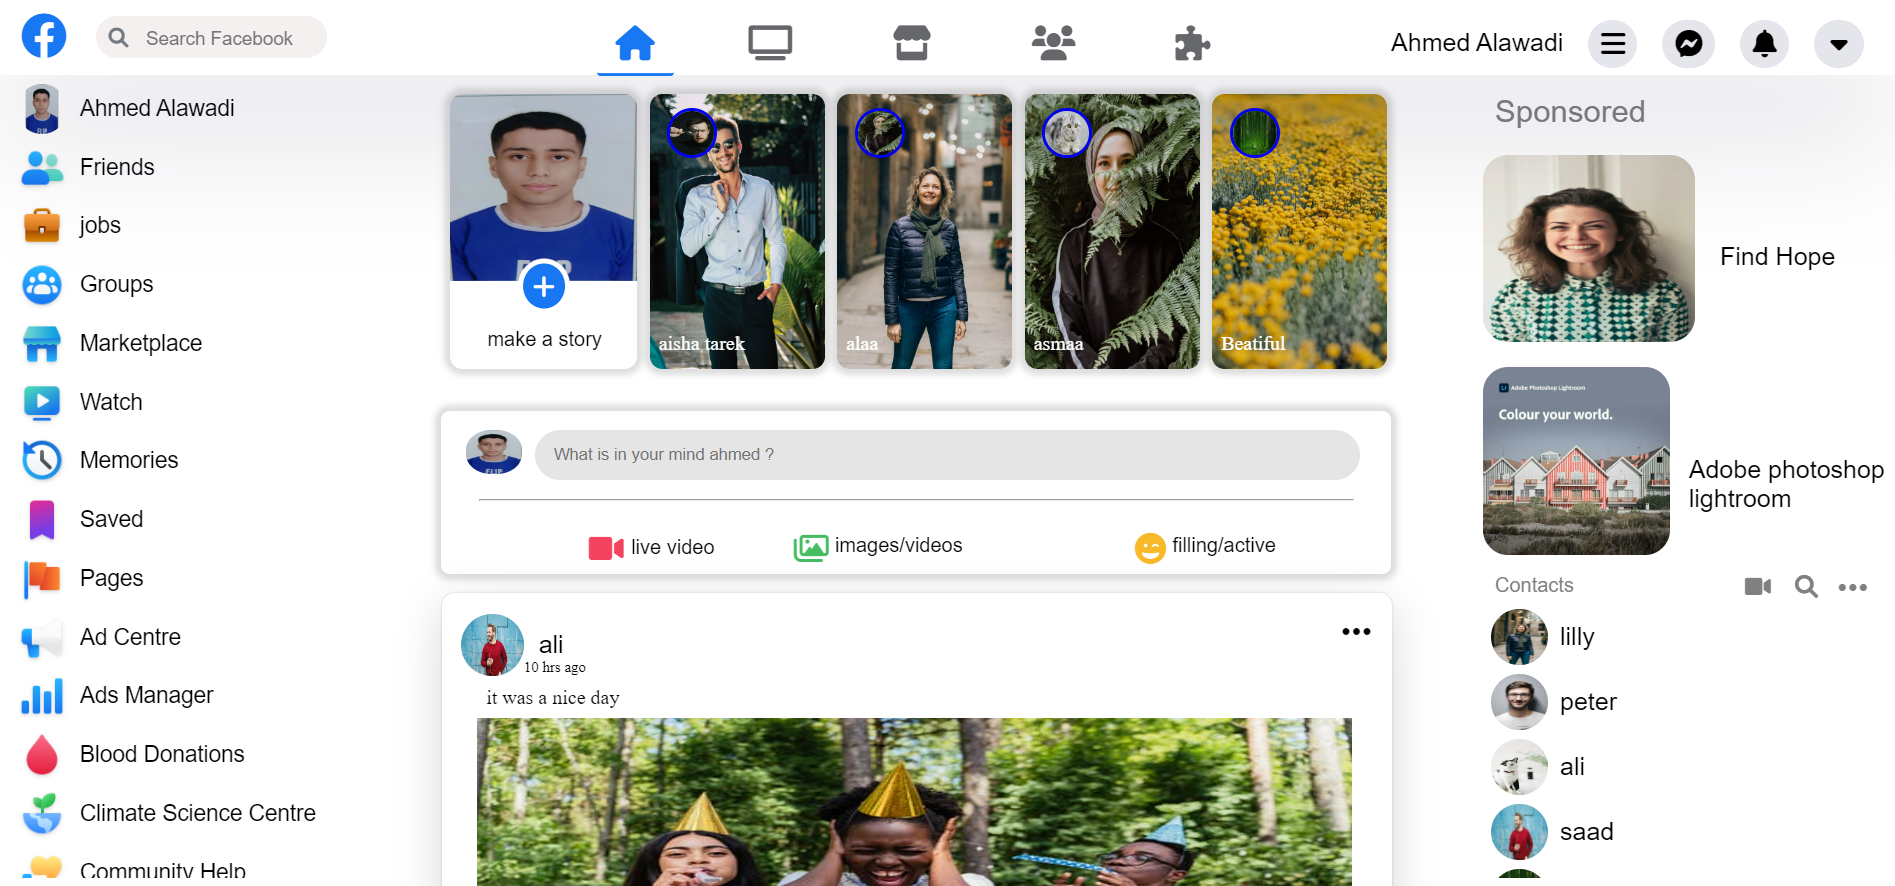 Search Facebook
Ahmed Alawadi
Ahmed Alawadi
Friends
jobs
Groups
Marketplace
Watch
Memories
Saved
Pages
Ad Centre
Ads Manager
Blood Donations
Climate Science Centre
Community Help
FLIP
make a story
aisha tarek
alaa
asmaa
Beatiful
What is in your mind ahmed ?
live video
images/videos
filling/active
ali
10 hrs ago
it was a nice day
Sponsored
Find Hope
Lr Adobe Photoshop Lightroom
Colour your world.
Adobe photoshop
lightroom
Contacts
lilly
peter
ali
saad